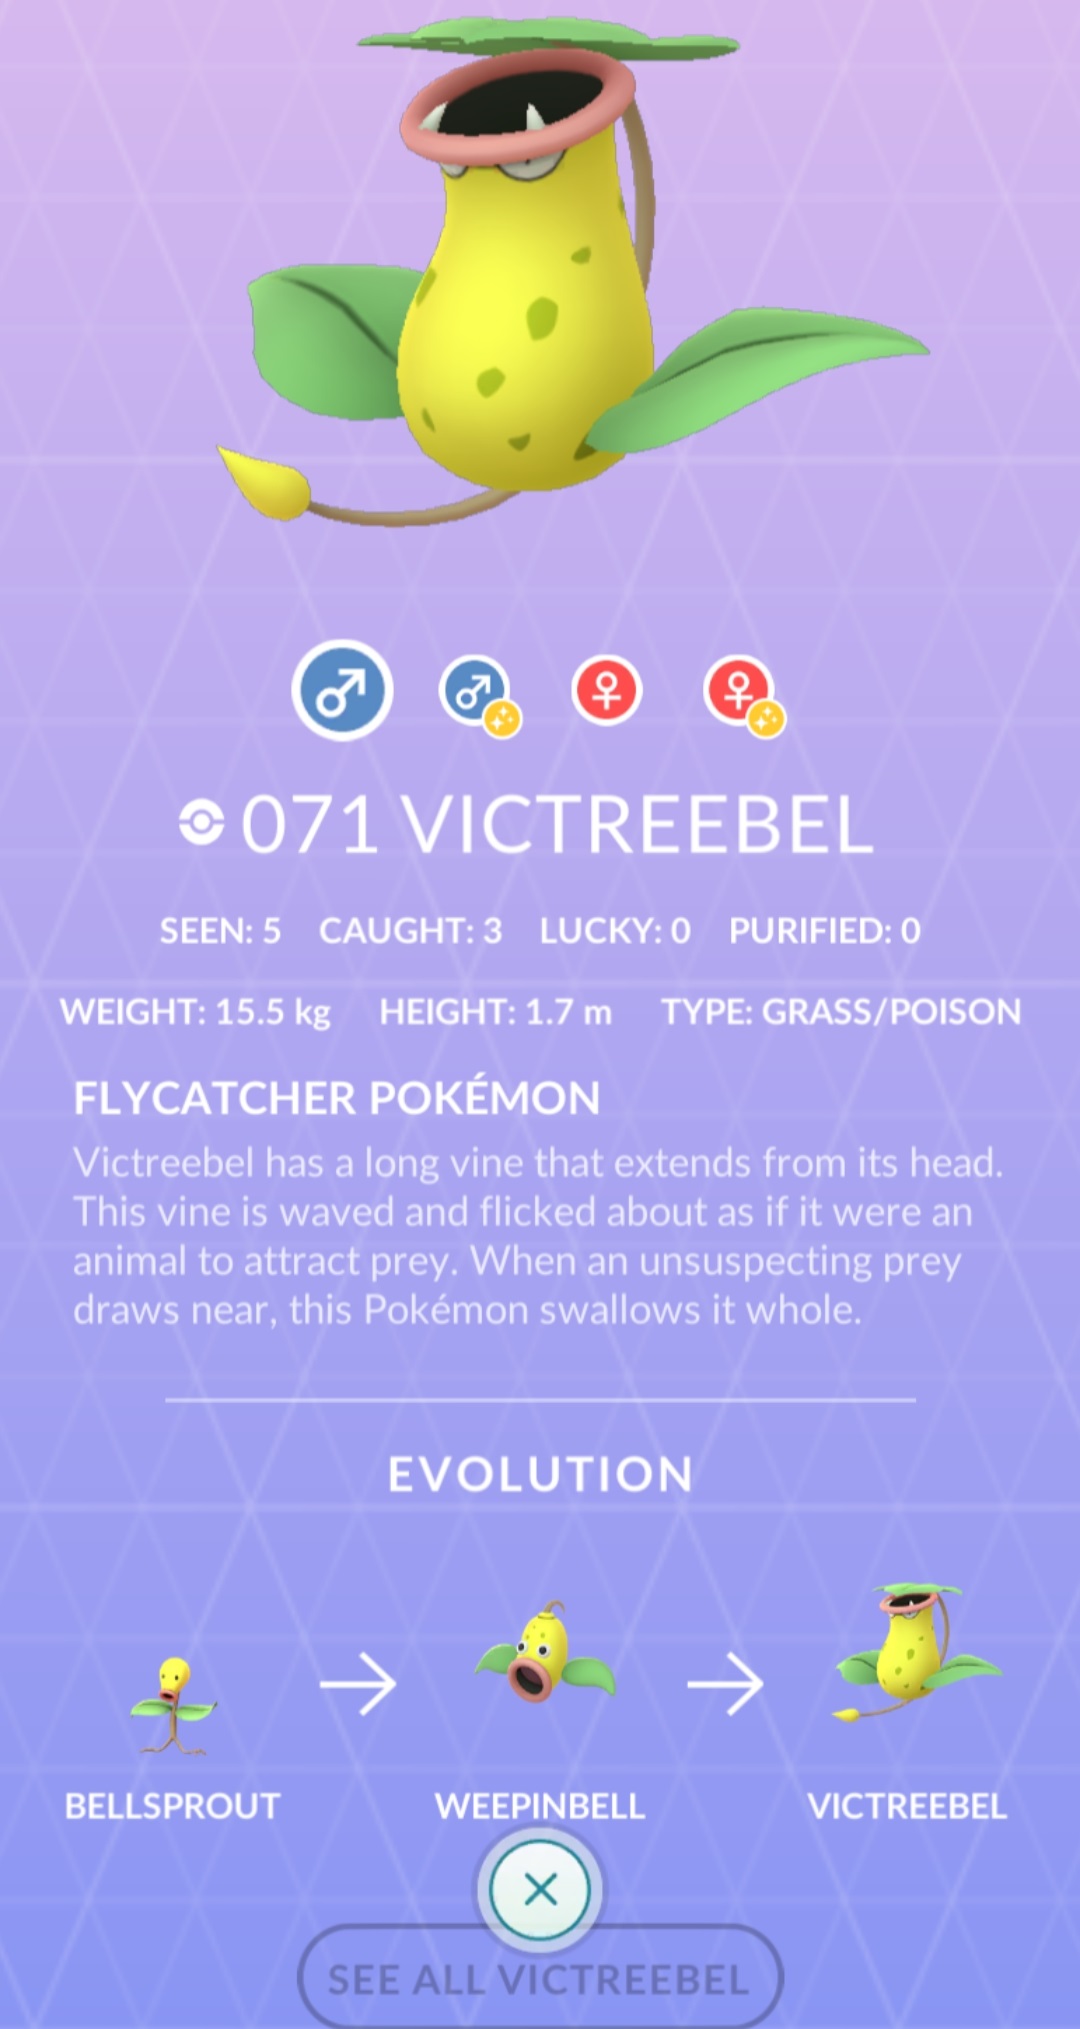 071 VICTREEBEL
SEEN: 5 CAUGHT: 3 LUCKY: 0 PURIFIED: 0
WEIGHT: 15.5 kg HEIGHT: 1.7 m TYPE: GRASS/POISON
FLYCATCHER POKÉMON
Victreebel has a long vine that extends from its head.
This vine is waved and flicked about as if it were an
animal to attract prey. When an unsuspecting prey
draws near, this Pokémon swallows it whole.
EVOLUTION
BELLSPROUT WEEPINBELL VICTREEBEL
SEE ALL VICTREEBEL